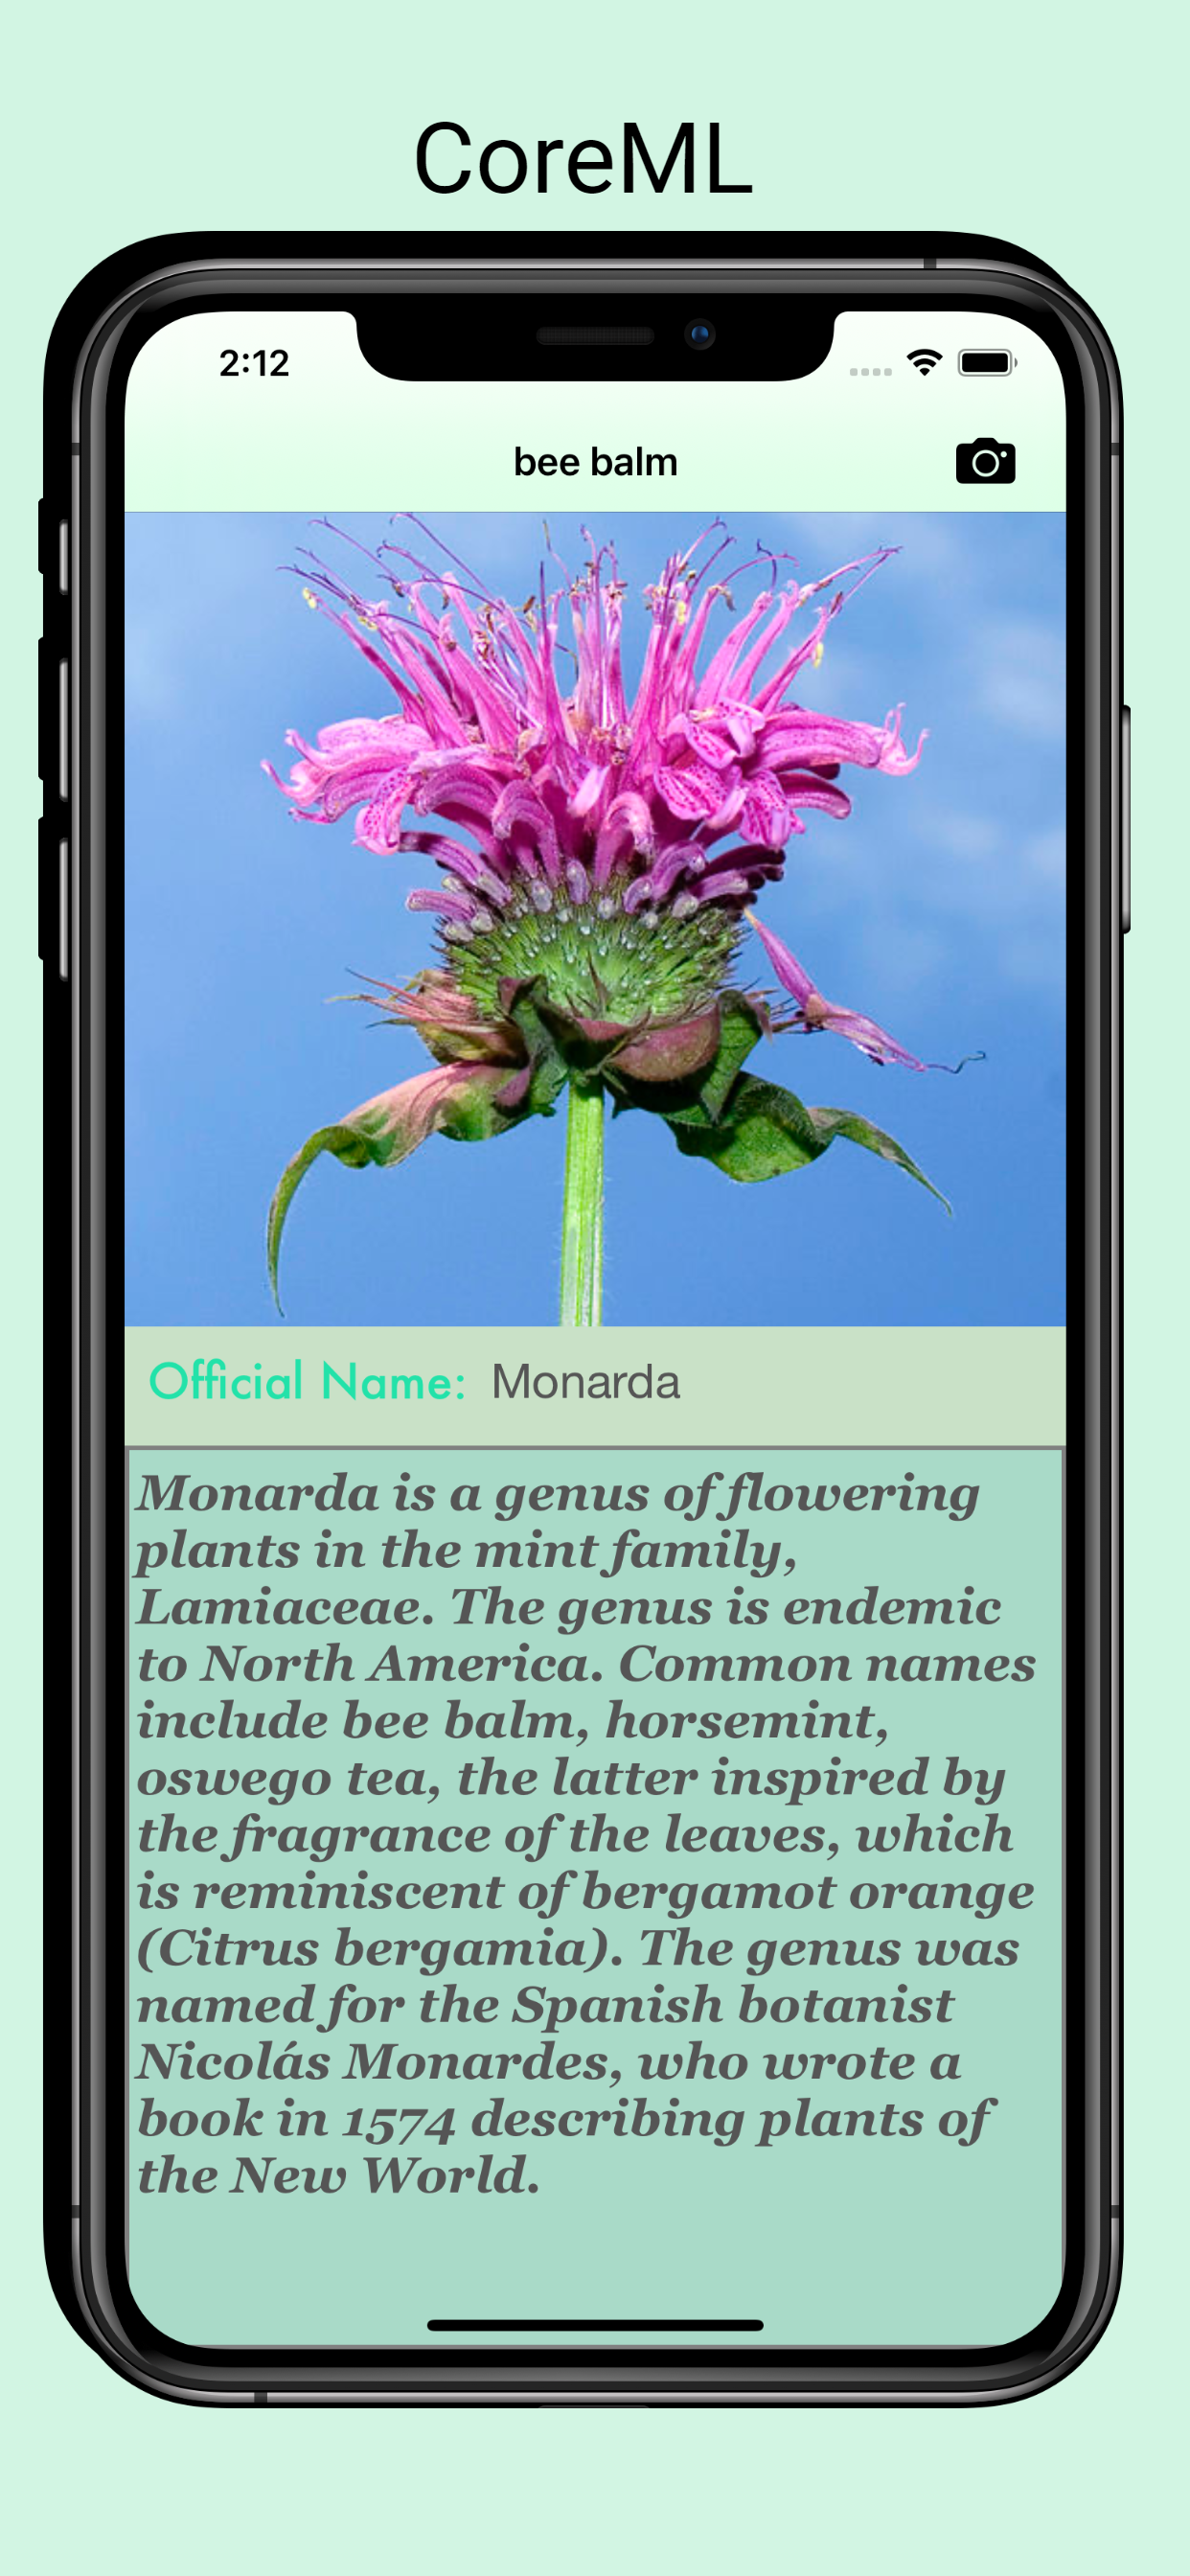 CoreML
2:12
bee balm
Official Name: Monarda
Monarda is a genus of flowering
plants in the mint family,
Lamiaceae. The genus is endemic
to North America. Common names
include bee balm, horsemint,
oswego tea, the latter inspired by
the fragrance of the leaves, which
is reminiscent of bergamot orange
(Citrus bergamia). The genus was
named for the Spanish botanist
Nicolás Monardes, who wrote a
book in 1574 describing plants of
the New World.